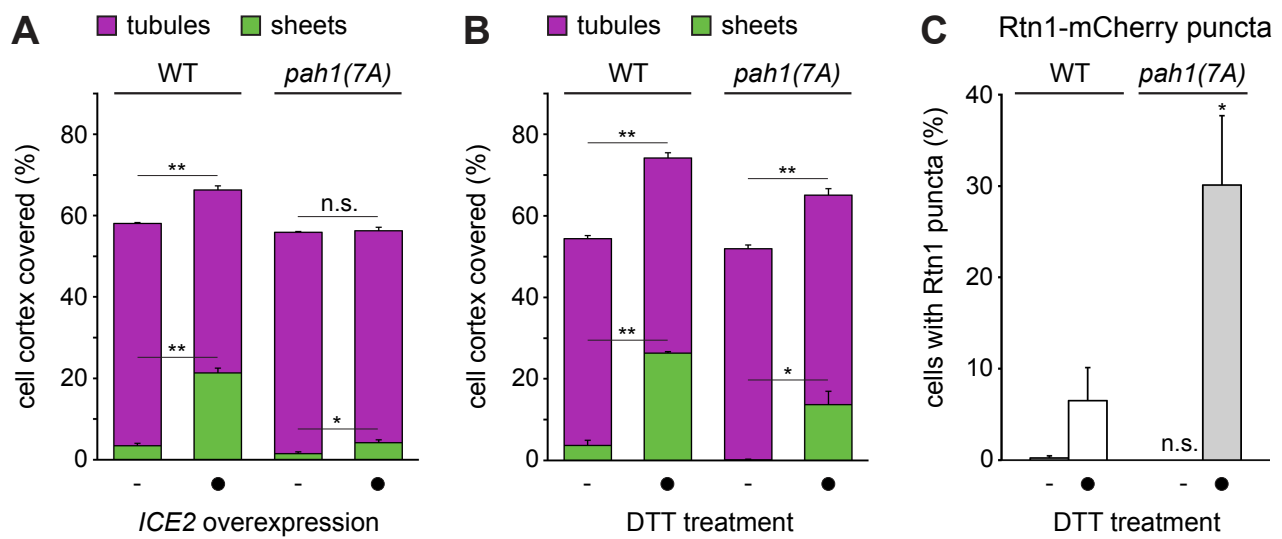 A
tubules sheets
WT pah1(7A)
cell cortex covered (%)
80
60
40
20
0
**
n.s.
**
*
- ● - ●
ICE2 overexpression
B
tubules sheets
WT pah1(7A)
cell cortex covered (%)
80
60
40
20
0
**
**
**
*
- ● - ●
DTT treatment
C
Rtn1-mCherry puncta
WT pah1(7A)
cells with Rtn1 puncta (%)
40
30
20
10
0
*
n.s.
- ● - ●
DTT treatment